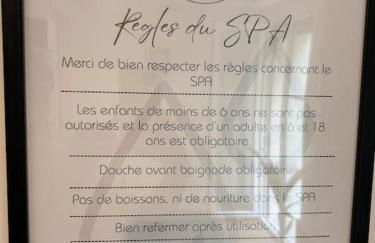 Règles du SPA
Merci de bien respecter les règles concernant le
SPA
Les enfants de moins de 6 ans ne sont pas
autorisés et la présence d'un adulte en 6 et 18
ans est obligatoire.
Douche avant baignade obligatoire
Pas de boissons, ni de nouriture dans le SPA
Bien refermer après utilisation